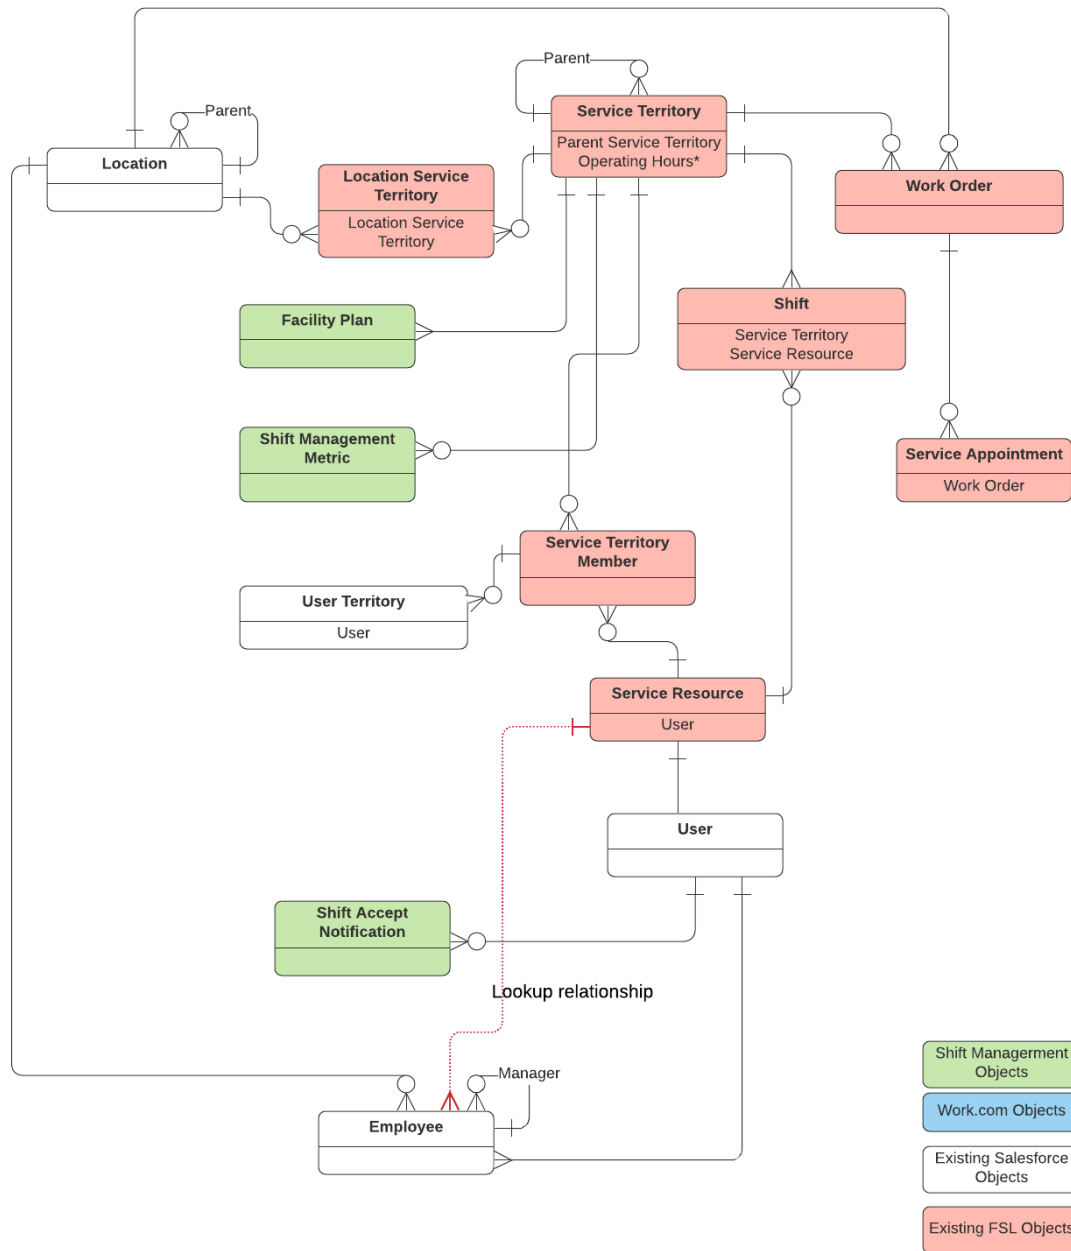 Parent
Parent
Service Territory
Parent Service Territory
Operating Hours*
Location
Location Service
Territory
Location Service
Territory
Work Order
Facility Plan
Shift
Service Territory
Service Resource
Shift Management
Metric
Service Appointment
Work Order
Service Territory
Member
User Territory
User
Service Resource
User
User
Shift Accept
Notification
Lookup relationship
Manager
Employee
Shift Managerment
Objects
Work.com Objects
Existing Salesforce
Objects
Existing FSL Objects